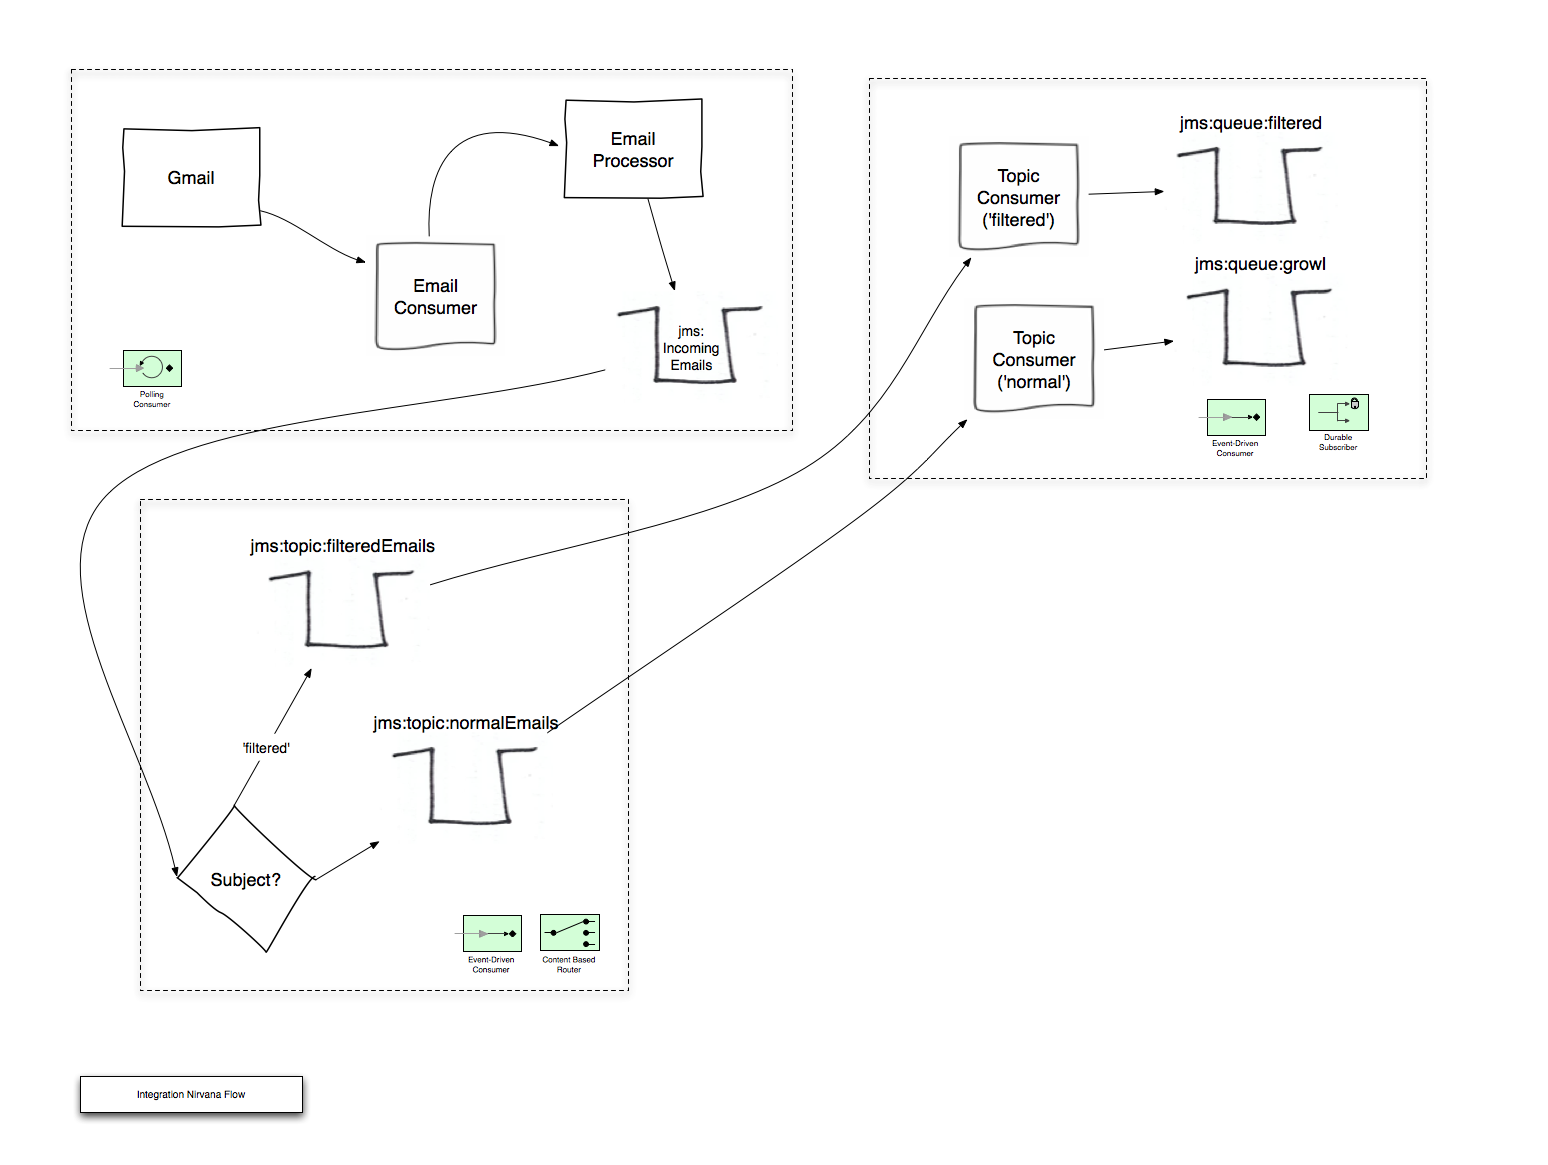 Gmail
Email
Consumer
Email
Processor
jms:
Incoming
Emails
Polling
Consumer
Topic
Consumer
('filtered')
jms:queue:filtered
jms:queue:growl
Topic
Consumer
('normal')
Event-Driven
Consumer
Durable
Subscriber
jms:topic:filteredEmails
jms:topic:normalEmails
'filtered'
Subject?
Event-Driven
Consumer
Content Based
Router
Integration Nirvana Flow